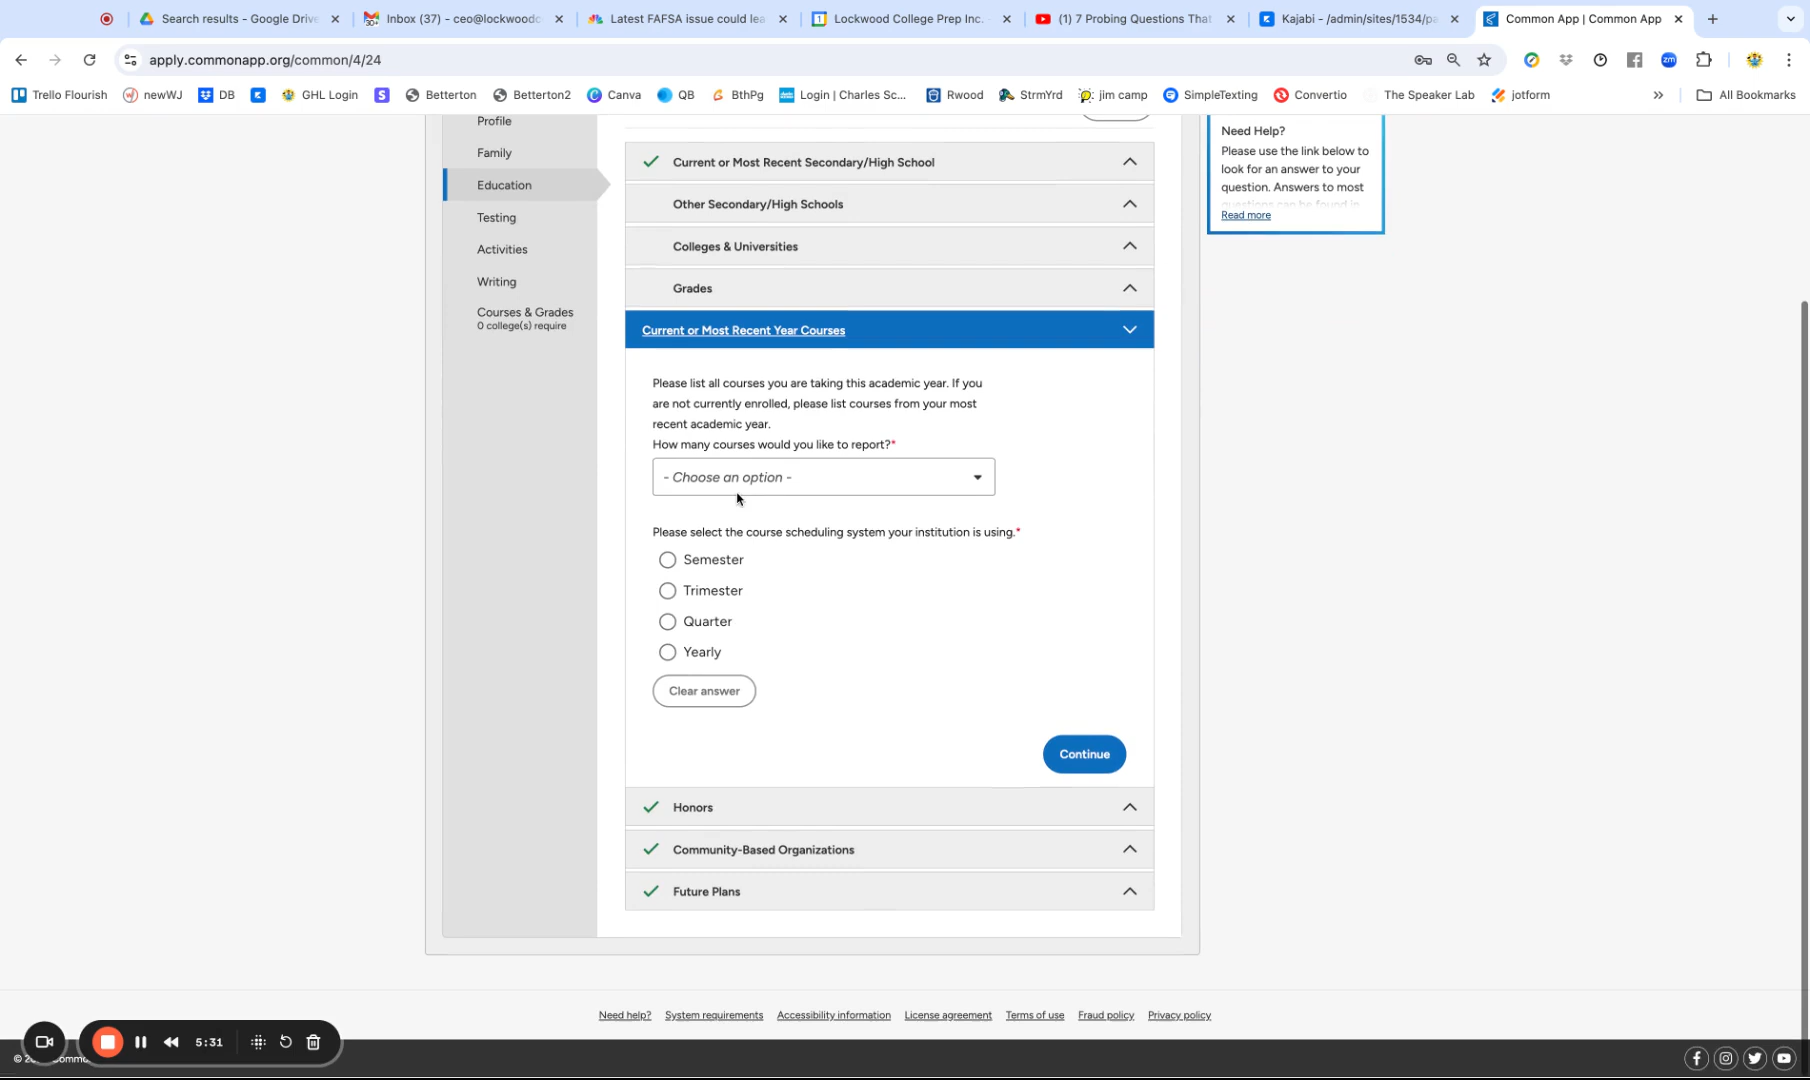 Search results - Google Drive
Inbox (37) - ceo@lockwoodc
Latest FAFSA issue could lea
Lockwood College Prep Inc.
(1) 7 Probing Questions That
Kajabi - /admin/sites/1534/pa
Common App | Common App
apply.commonapp.org/common/4/24
Trello Flourish
newWJ
DB
GHL Login
Betterton
Betterton2
Canva
QB
BthPg
Login | Charles Sc...
Rwood
StrmYrd
jim camp
SimpleTexting
Convertio
The Speaker Lab
jotform
All Bookmarks
Profile
Family
Education
Testing
Activities
Writing
Courses & Grades
0 college(s) require
Current or Most Recent Secondary/High School
Other Secondary/High Schools
Colleges & Universities
Grades
Current or Most Recent Year Courses
Please list all courses you are taking this academic year. If you
are not currently enrolled, please list courses from your most
recent academic year.
How many courses would you like to report?*
- Choose an option -
Please select the course scheduling system your institution is using.*
Semester
Trimester
Quarter
Yearly
Clear answer
Continue
Honors
Community-Based Organizations
Future Plans
Need Help?
Please use the link below to
look for an answer to your
question. Answers to most
questions can be found in
Read more
Need help?
System requirements
Accessibility information
License agreement
Terms of use
Fraud policy
Privacy policy
5:31